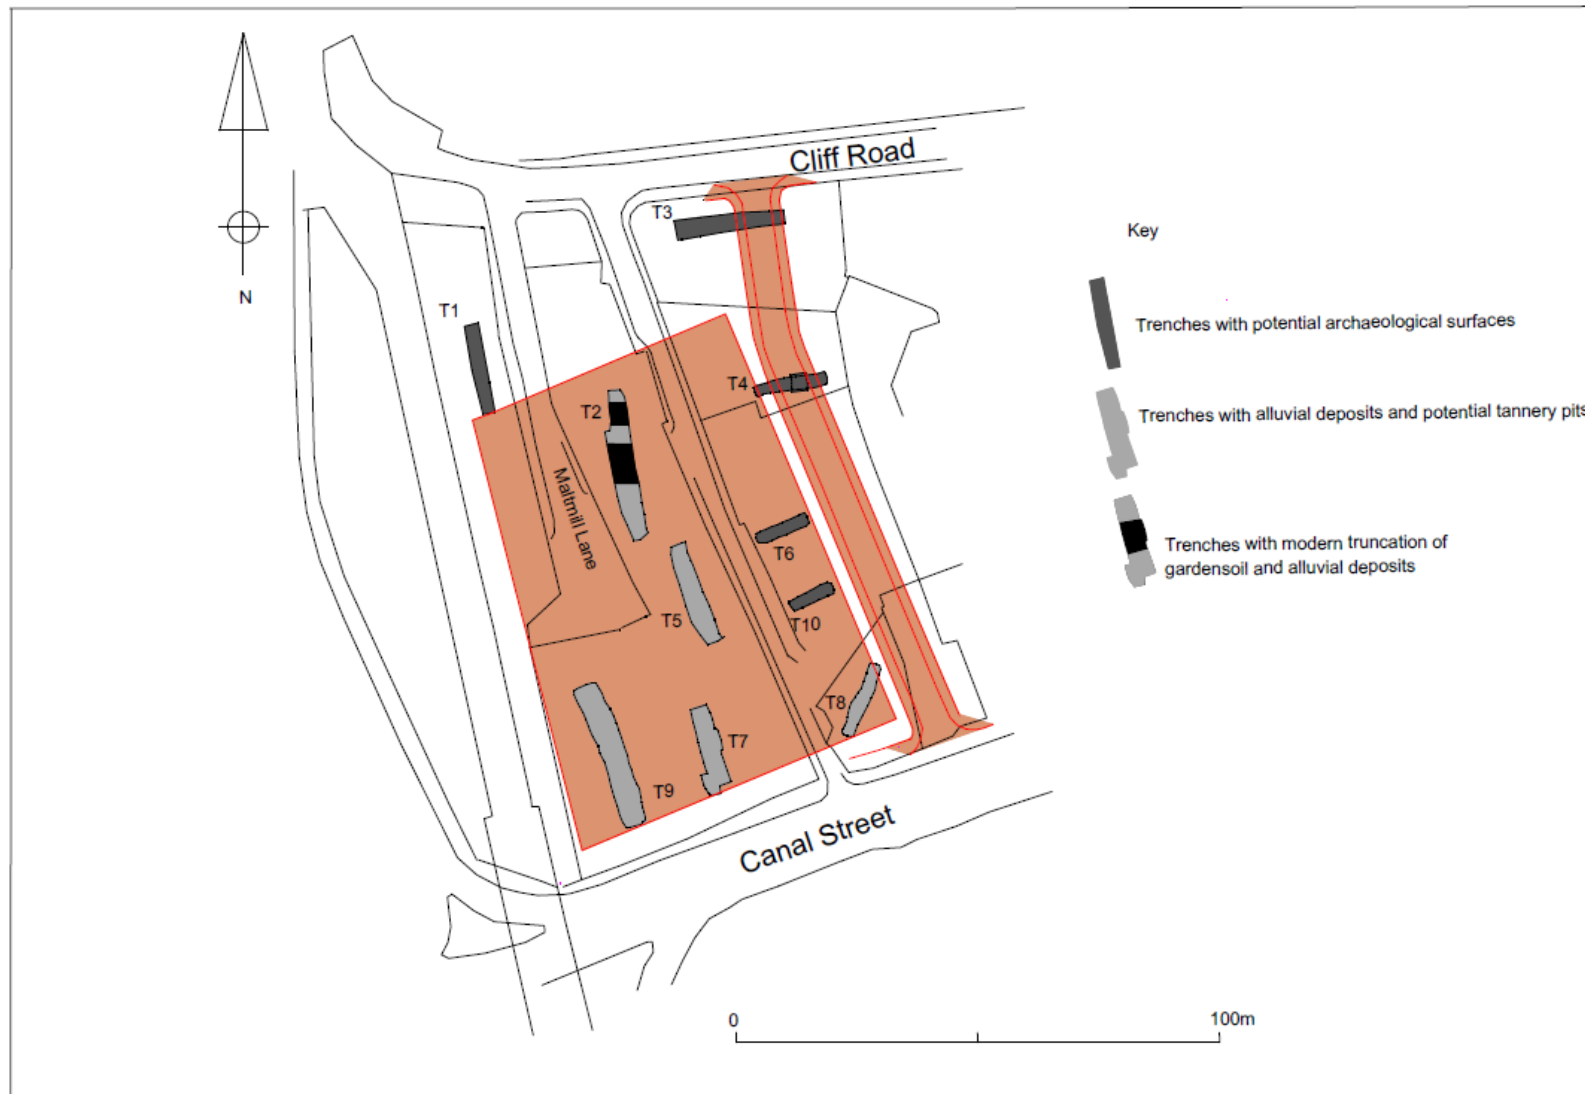 Cliff Road
T3
Key
N
T1
Trenches with potential archaeological surfaces
T4
T2
Trenches with alluvial deposits and potential tannery pits
Maltmill Lane
T6
Trenches with modern truncation of
gardensoil and alluvial deposits
T5
T10
T8
T7
T9
Canal Street
0
100m